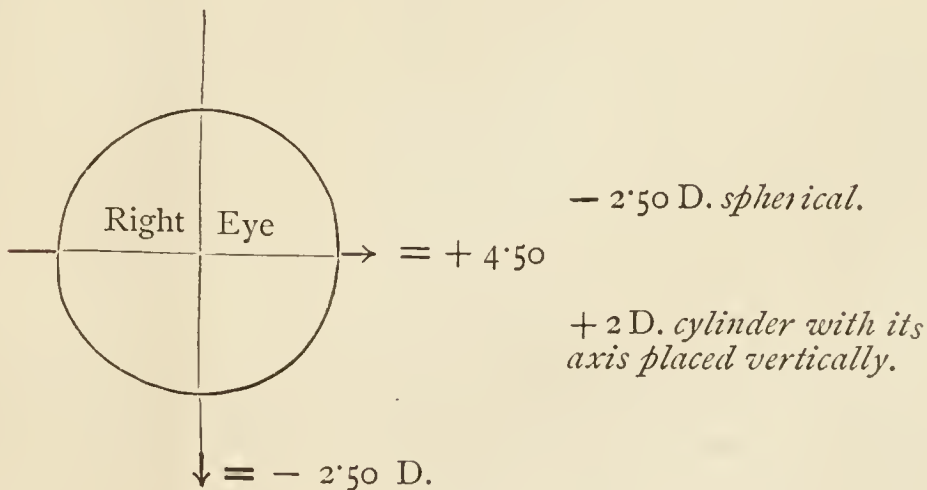 Right Eye
= + 4·50
— 2·50 D. spherical.
+ 2 D. cylinder with its
axis placed vertically.
= — 2·50 D.